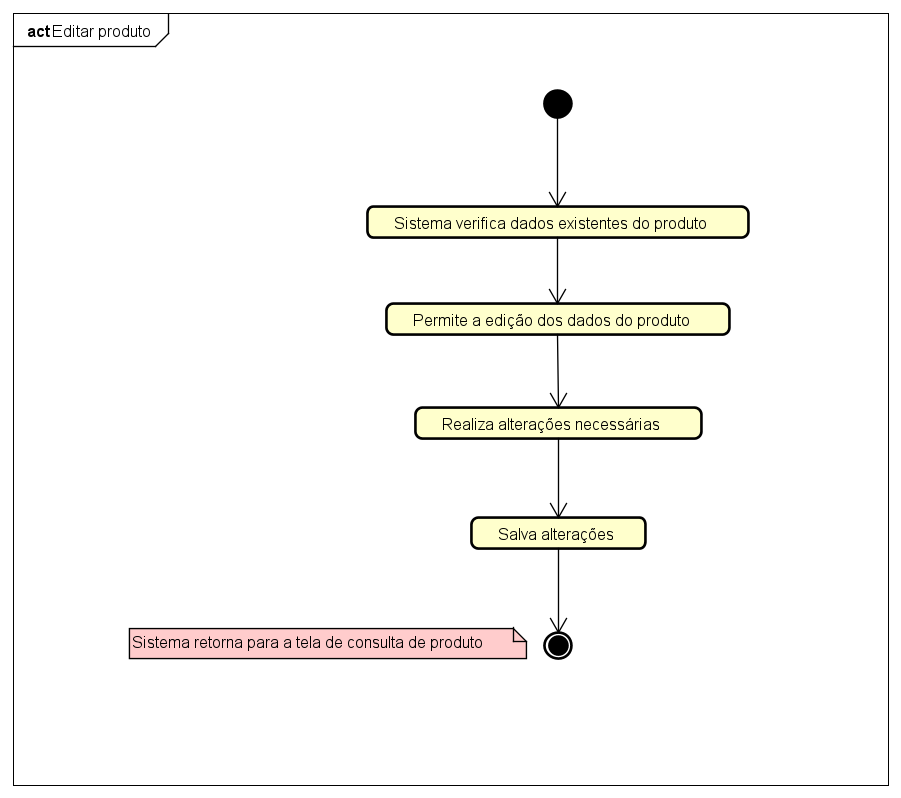 act Editar produto
Sistema verifica dados existentes do produto
Permite a edição dos dados do produto
Realiza alterações necessárias
Salva alterações
Sistema retorna para a tela de consulta de produto